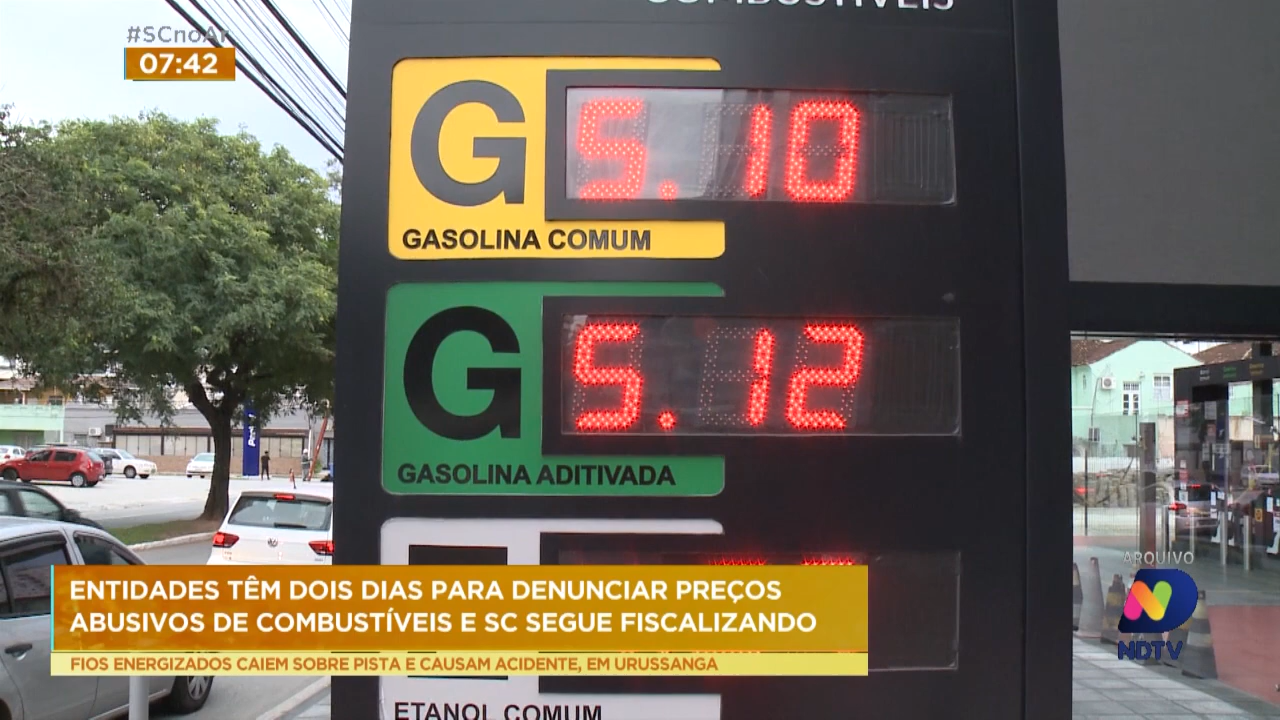 COMBUSTÍVEIS
#SCnoAr
07:42
G
5.10
GASOLINA COMUM
G
5.12
GASOLINA ADITIVADA
ARQUIVO
ENTIDADES TÊM DOIS DIAS PARA DENUNCIAR PREÇOS
ABUSIVOS DE COMBUSTÍVEIS E SC SEGUE FISCALIZANDO
NDTV
FIOS ENERGIZADOS CAIEM SOBRE PISTA E CAUSAM ACIDENTE, EM URUSSANGA
ETANOL COMUM